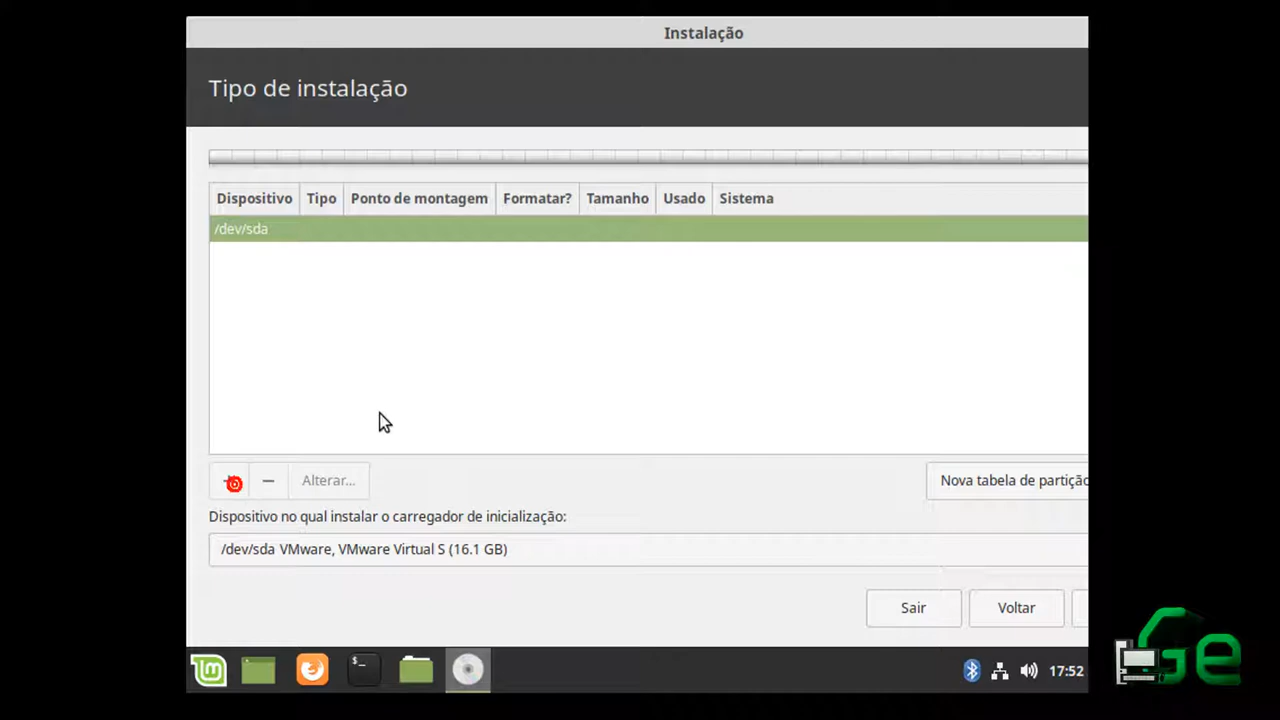 Instalação
Tipo de instalação
Dispositivo Tipo Ponto de montagem Formatar? Tamanho Usado Sistema
/dev/sda
− Alterar... Nova tabela de partição
Dispositivo no qual instalar o carregador de inicialização:
/dev/sda VMware, VMware Virtual S (16.1 GB)
Sair Voltar
$_ 17:52
Ge